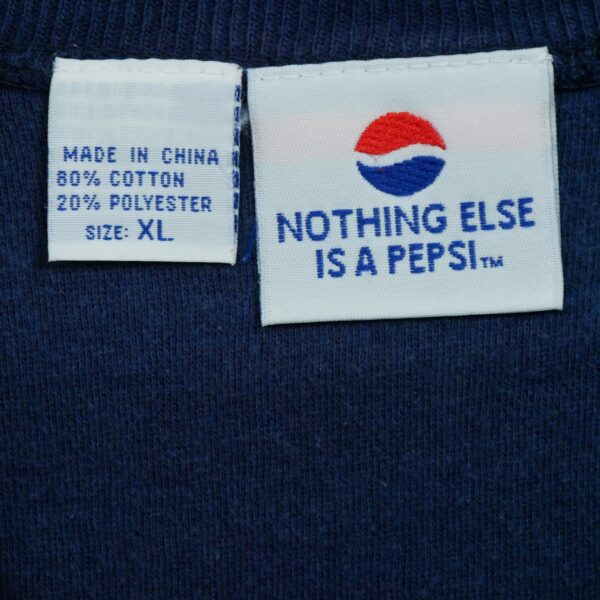 MADE IN CHINA
80% COTTON
20% POLYESTER
SIZE: XL
NOTHING ELSE
IS A PEPSI™